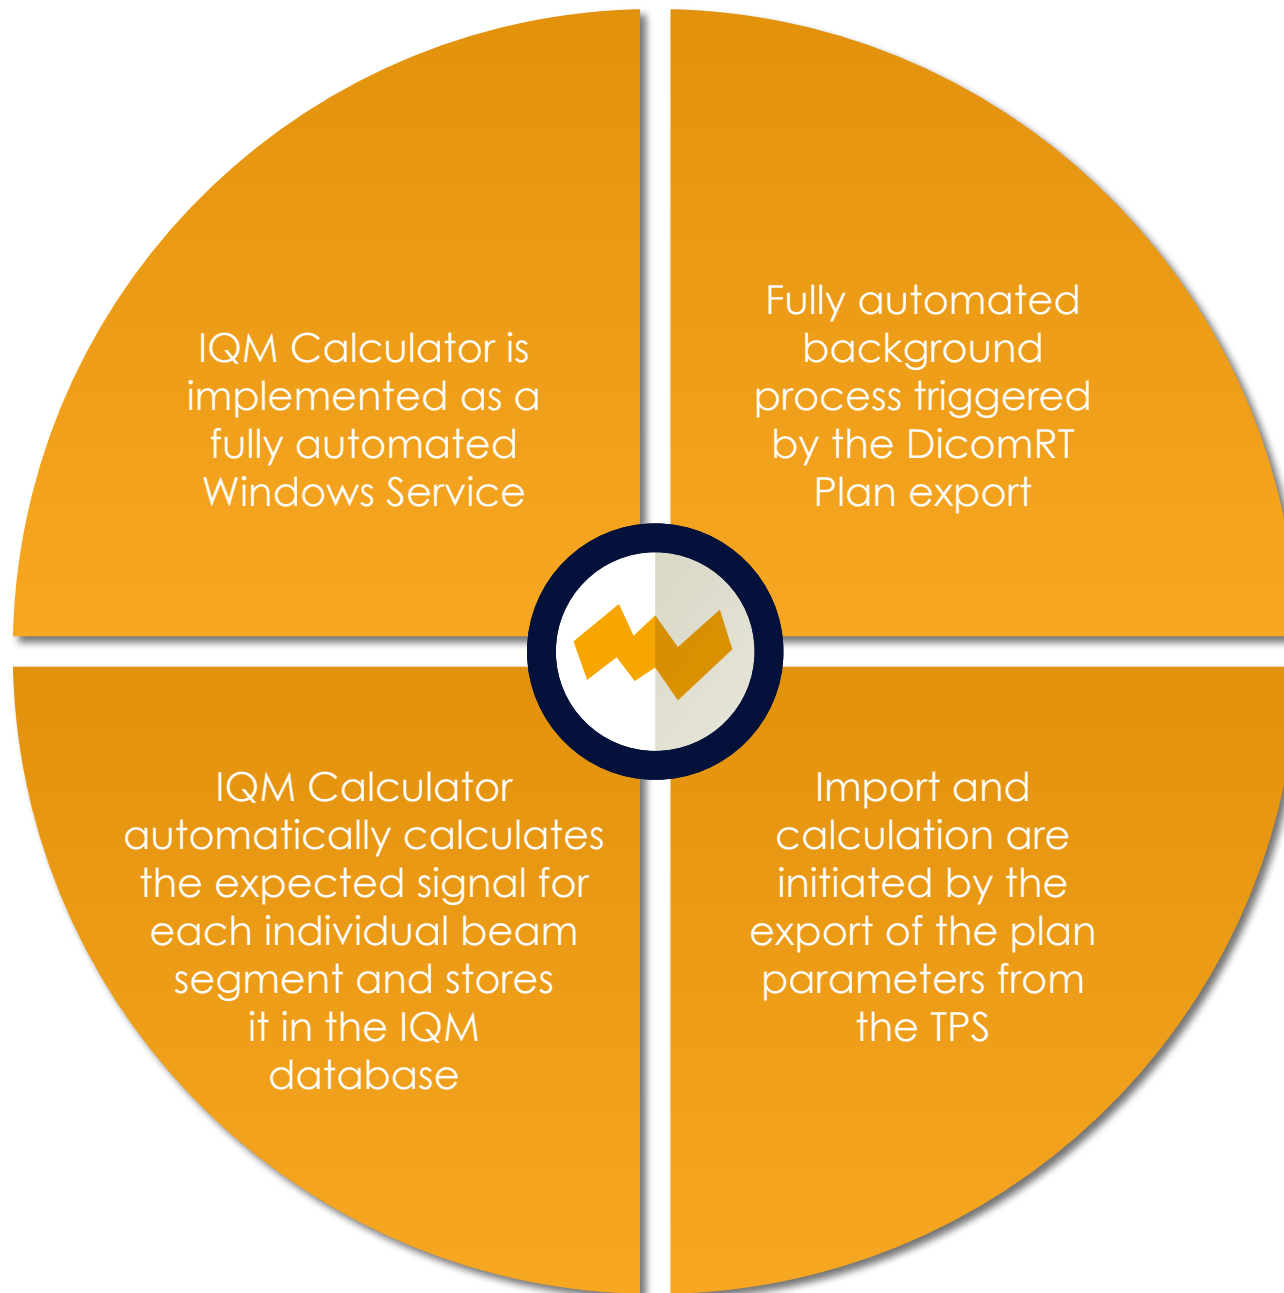 IQM Calculator is
implemented as a
fully automated
Windows Service
Fully automated
background
process triggered
by the DicomRT
Plan export
IQM Calculator
automatically calculates
the expected signal for
each individual beam
segment and stores
it in the IQM
database
Import and
calculation are
initiated by the
export of the plan
parameters from
the TPS